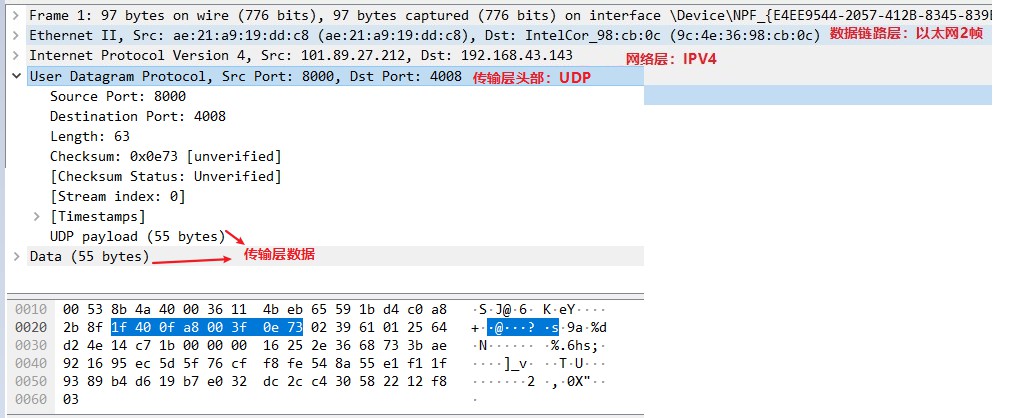 Frame 1: 97 bytes on wire (776 bits), 97 bytes captured (776 bits) on interface \Device\NPF_{E4EE9544-2057-412B-8345-839
Ethernet II, Src: ae:21:a9:19:dd:c8 (ae:21:a9:19:dd:c8), Dst: IntelCor_98:cb:0c (9c:4e:36:98:cb:0c) 数据链路层：以太网2帧
Internet Protocol Version 4, Src: 101.89.27.212, Dst: 192.168.43.143 网络层：IPV4
User Datagram Protocol, Src Port: 8000, Dst Port: 4008 传输层头部：UDP
Source Port: 8000
Destination Port: 4008
Length: 63
Checksum: 0x0e73 [unverified]
[Checksum Status: Unverified]
[Stream index: 0]
[Timestamps]
UDP payload (55 bytes)
Data (55 bytes) 传输层数据
0010 00 53 8b 4a 40 00 36 11 4b eb 65 59 1b d4 c0 a8 ·S·J@·6·K·eY····
0020 2b 8f 1f 40 0f a8 00 3f 0e 73 02 39 61 01 25 64 +··@···?·s·9a·%d
0030 d2 4e 14 c7 1b 00 00 00 16 25 2e 36 68 73 3b ae ·N·······%.6hs;·
0040 92 16 95 ec 5d 5f 76 cf f8 fe 54 8a 55 e1 f1 1f ····]_v···T·U···
0050 93 89 b4 d6 19 b7 e0 32 dc 2c c4 30 58 22 12 f8 ·······2·,·0X"··
0060 03 ·